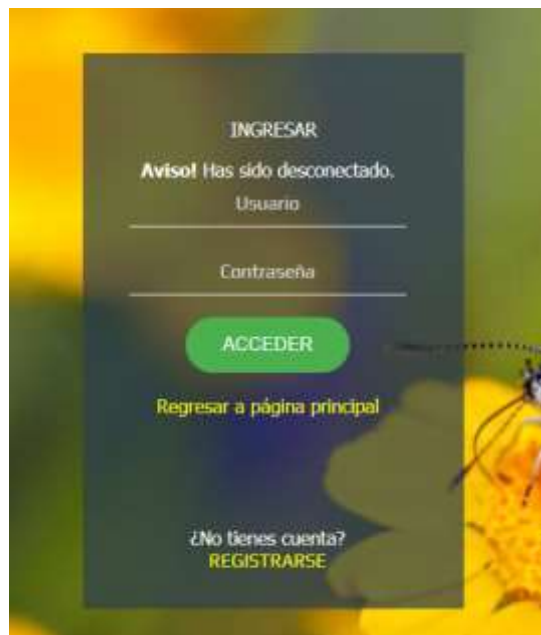 INGRESAR
Aviso! Has sido desconectado.
Usuario
Contraseña
ACCEDER
Regresar a página principal
¿No tienes cuenta?
REGISTRARSE